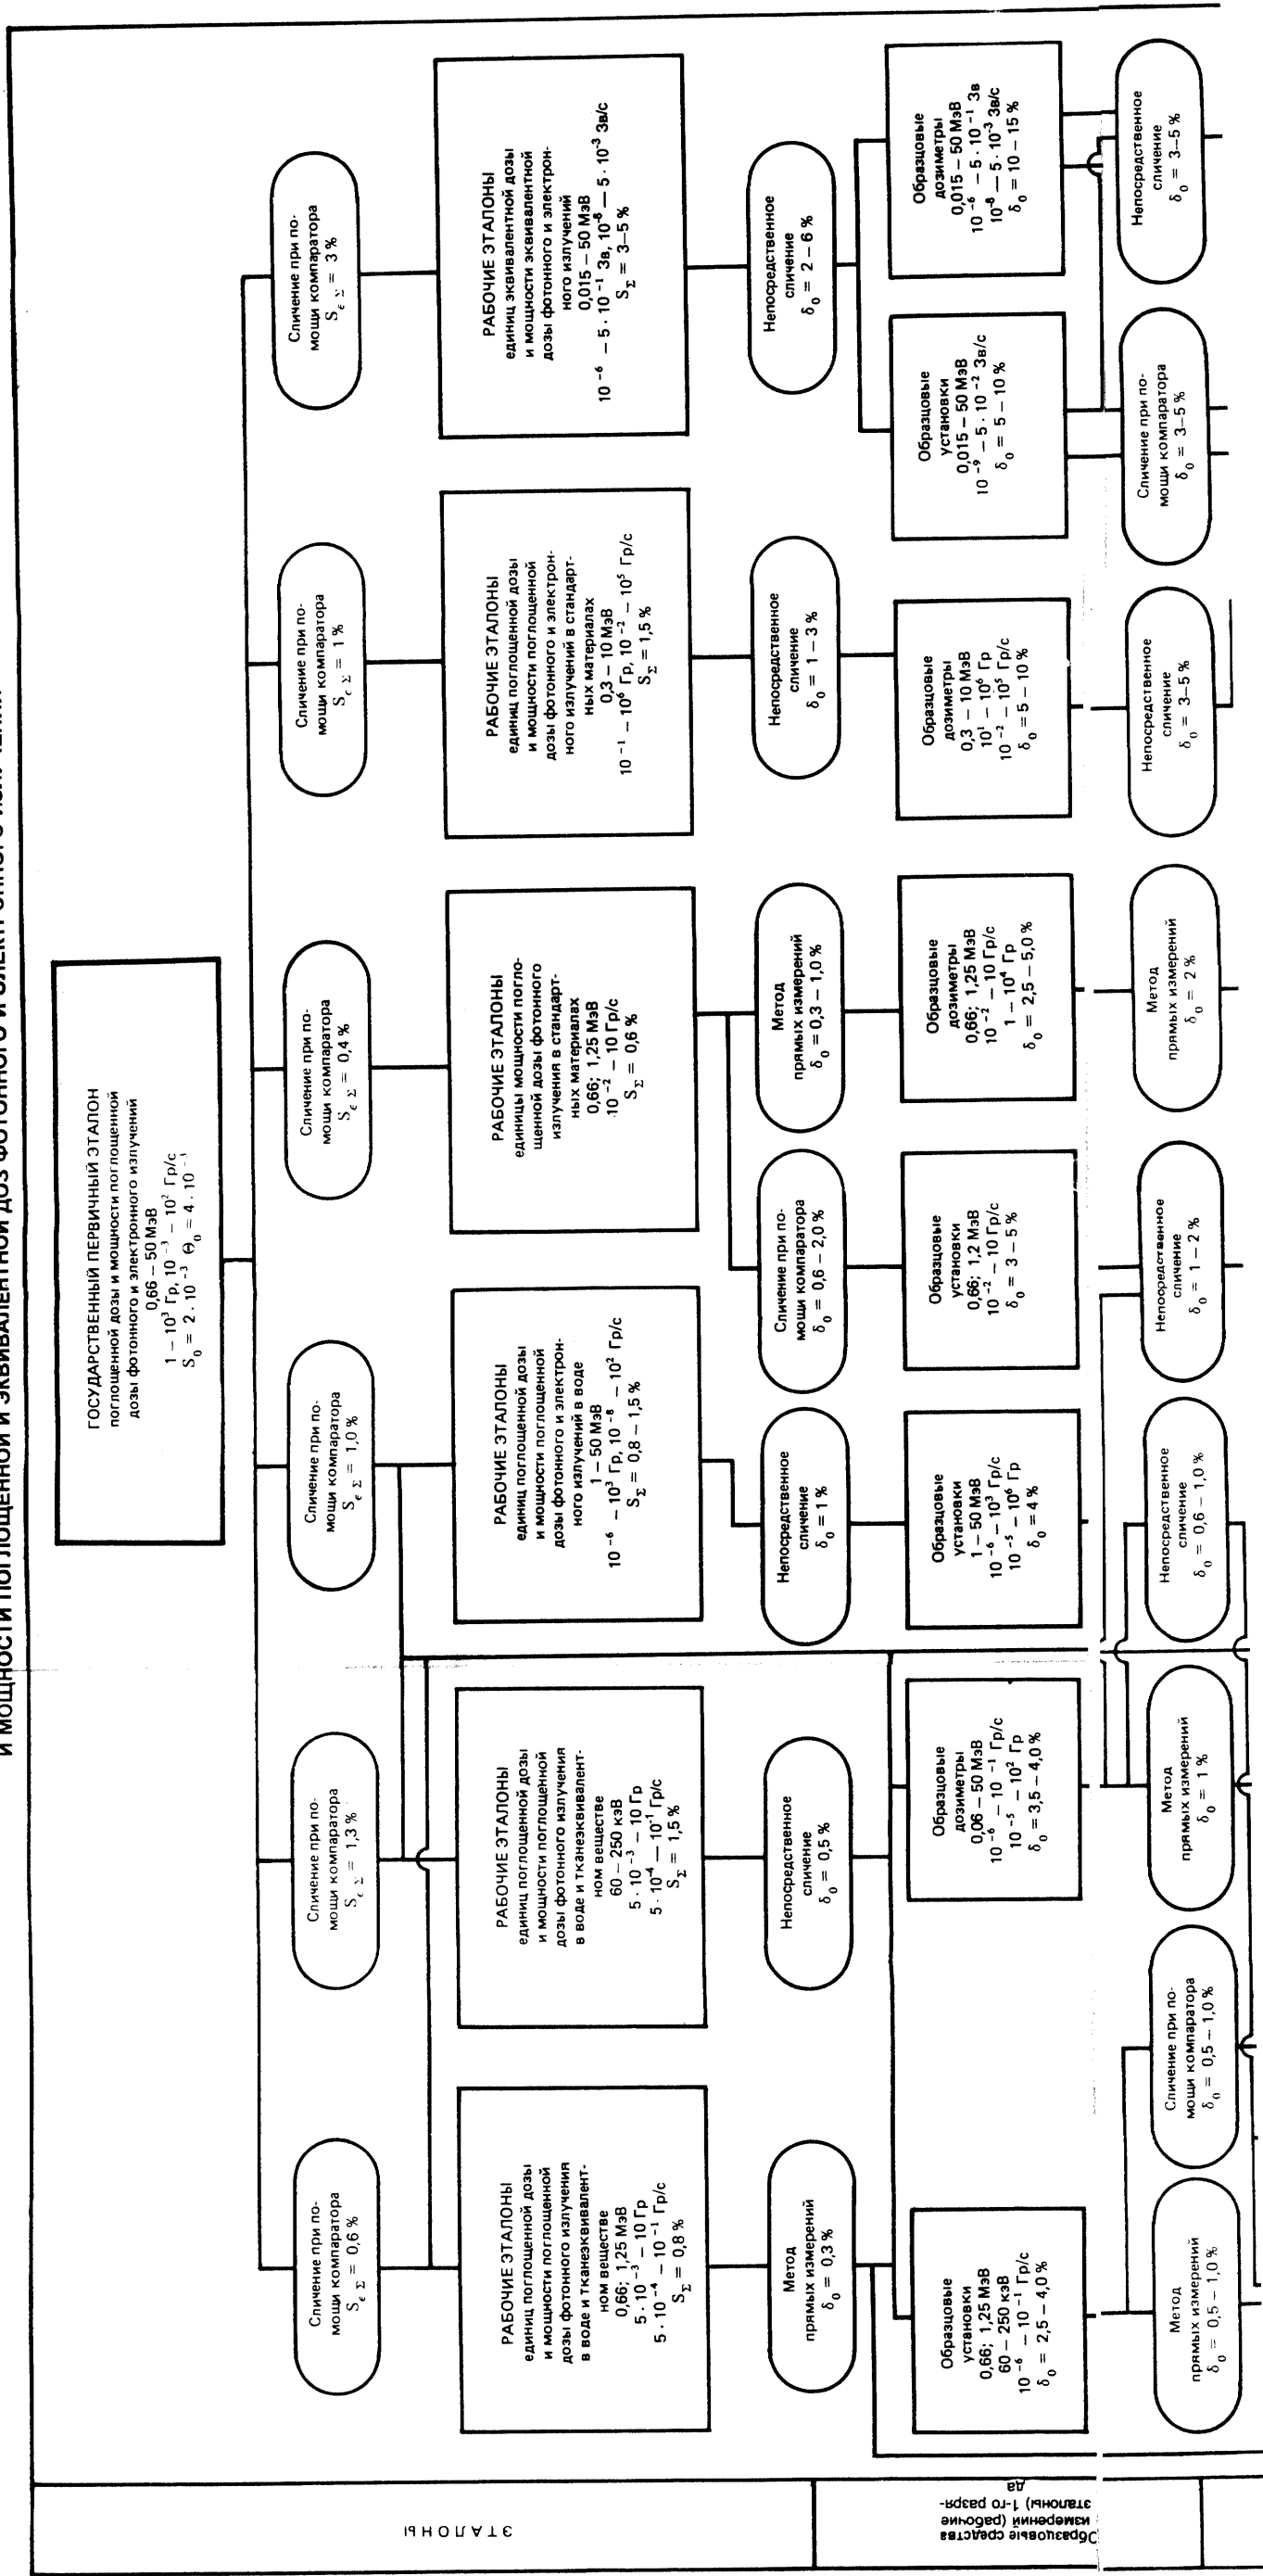 И МОЩНОСТИ ПОГЛОЩЕННОЙ И ЭКВИВАЛЕНТНОЙ ДОЗ ФОТОННОГО И ЭЛЕКТРОННОГО
ГОСУДАРСТВЕННЫЙ ПЕРВИЧНЫЙ ЭТАЛОН
поглощенной дозы и мощности поглощенной
дозы фотонного и электронного излучений
0,66 – 50 МэВ
1 – 10³ Гр, 10⁻³ – 10² Гр/с
S₀ = 2 · 10⁻³ Θ₀ = 4 · 10⁻³
Сличение при по-
мощи компаратора
S_ε Σ = 0,6 %
Сличение при по-
мощи компаратора
S_ε Σ = 1,3 %
Сличение при по-
мощи компаратора
S_ε Σ = 1,0 %
Сличение при по-
мощи компаратора
S_ε Σ = 0,4 %
Сличение при по-
мощи компаратора
S_ε Σ = 1 %
Сличение при по-
мощи компаратора
S_ε Σ = 3 %
ЭТАЛОНЫ
РАБОЧИЕ ЭТАЛОНЫ
единиц поглощенной дозы
и мощности поглощенной
дозы фотонного излучения
в воде и тканеэквивалент-
ном веществе
0,66; 1,25 МэВ
5 · 10⁻³ – 10 Гр
5 · 10⁻⁴ – 10⁻¹ Гр/с
S_Σ = 0,8 %
РАБОЧИЕ ЭТАЛОНЫ
единиц поглощенной дозы
и мощности поглощенной
дозы фотонного излучения
в воде и тканеэквивалент-
ном веществе
60 – 250 кэВ
5 · 10⁻³ – 10 Гр
5 · 10⁻⁴ — 10⁻¹ Гр/с
S_Σ = 1,5 %
РАБОЧИЕ ЭТАЛОНЫ
единиц поглощенной дозы
и мощности поглощенной
дозы фотонного и электрон-
ного излучений в воде
1 – 50 МэВ
10⁻⁶ – 10³ Гр, 10⁻⁸ – 10² Гр/с
S_Σ = 0,8 – 1,5 %
РАБОЧИЕ ЭТАЛОНЫ
единицы мощности погло-
щенной дозы фотонного
излучения в стандарт-
ных материалах
0,66; 1,25 МэВ
10⁻² – 10 Гр/с
S_Σ = 0,6 %
РАБОЧИЕ ЭТАЛОНЫ
единиц поглощенной дозы
и мощности поглощенной
дозы фотонного и электрон-
ного излучений в стандарт-
ных материалах
0,3 – 10 МэВ
10⁻¹ – 10⁶ Гр, 10⁻² – 10⁵ Гр/с
S_Σ = 1,5 %
РАБОЧИЕ ЭТАЛОНЫ
единиц эквивалентной дозы
и мощности эквивалентной
дозы фотонного и электрон-
ного излучений
0,015 – 50 МэВ
10⁻⁶ – 5 · 10⁻¹ Зв, 10⁻⁸ — 5 · 10⁻³ Зв/с
S_Σ = 3–5 %
Метод
прямых измерений
δ₀ = 0,3 %
Непосредственное
сличение
δ₀ = 0,5 %
Непосредственное
сличение
δ₀ = 1 %
Сличение при по-
мощи компаратора
δ₀ = 0,6 – 2,0 %
Метод
прямых измерений
δ₀ = 0,3 – 1,0 %
Непосредственное
сличение
δ₀ = 1 – 3 %
Непосредственное
сличение
δ₀ = 2 – 6 %
Образцовые средства
измерений (рабочие
эталоны) 1-го разря-
да
Образцовые
установки
0,66; 1,25 МэВ
60 – 250 кэВ
10⁻⁶ – 10⁻¹ Гр/с
δ₀ = 2,5 – 4,0 %
Образцовые
дозиметры
0,06 – 50 МэВ
10⁻⁶ – 10⁻¹ Гр/с
10⁻⁵ – 10² Гр
δ₀ = 3,5 – 4,0 %
Образцовые
установки
1 – 50 МэВ
10⁻⁶ – 10³ Гр/с
10⁻⁵ – 10⁶ Гр
δ₀ = 4 %
Образцовые
установки
0,66; 1,2 МэВ
10⁻² – 10 Гр/с
δ₀ = 3 – 5 %
Образцовые
дозиметры
0,66; 1,25 МэВ
10⁻² – 10 Гр/с
1 – 10⁴ Гр
δ₀ = 2,5 – 5,0 %
Образцовые
дозиметры
0,3 – 10 МэВ
10¹ – 10⁶ Гр
10⁻² – 10⁵ Гр/с
δ₀ = 5 – 10 %
Образцовые
установки
0,015 – 50 МэВ
10⁻⁹ – 5 · 10⁻² Зв/с
δ₀ = 5 – 10 %
Образцовые
дозиметры
0,015 – 50 МэВ
10⁻⁶ – 5 · 10⁻¹ Зв
10⁻⁸ – 5 · 10⁻³ Зв/с
δ₀ = 10 – 15 %
Метод
прямых измерений
δ₀ = 0,5 – 1,0 %
Сличение при по-
мощи компаратора
δ₀ = 0,5 – 1,0 %
Метод
прямых измерений
δ₀ = 1 %
Непосредственное
сличение
δ₀ = 0,6 – 1,0 %
Непосредственное
сличение
δ₀ = 1 – 2 %
Метод
прямых измерений
δ₀ = 2 %
Непосредственное
сличение
δ₀ = 3–5 %
Сличение при по-
мощи компаратора
δ₀ = 3–5 %
Непосредственное
сличение
δ₀ = 3–5 %